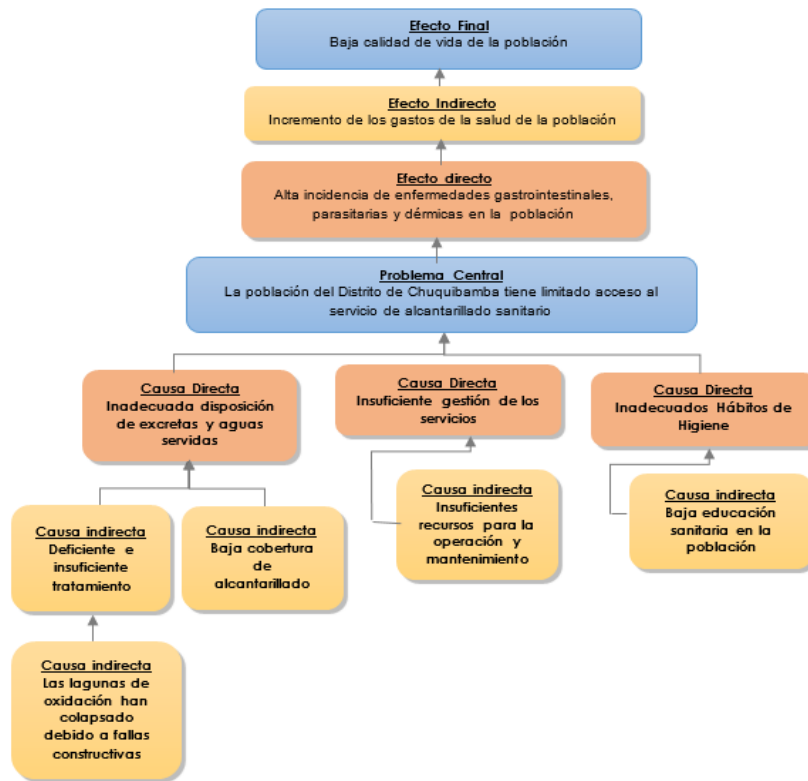 Efecto Final
Baja calidad de vida de la población
Efecto Indirecto
Incremento de los gastos de la salud de la población
Efecto directo
Alta incidencia de enfermedades gastrointestinales,
parasitarias y dérmicas en la población
Problema Central
La población del Distrito de Chuquibamba tiene limitado acceso al
servicio de alcantarillado sanitario
Causa Directa
Inadecuada disposición
de excretas y aguas
servidas
Causa Directa
Insuficiente gestión de los
servicios
Causa Directa
Inadecuados Hábitos de
Higiene
Causa indirecta
Deficiente e
insuficiente
tratamiento
Causa indirecta
Baja cobertura
de
alcantarillado
Causa indirecta
Insuficientes
recursos para la
operación y
mantenimiento
Causa indirecta
Baja educación
sanitaria en la
población
Causa indirecta
Las lagunas de
oxidación han
colapsado
debido a fallas
constructivas